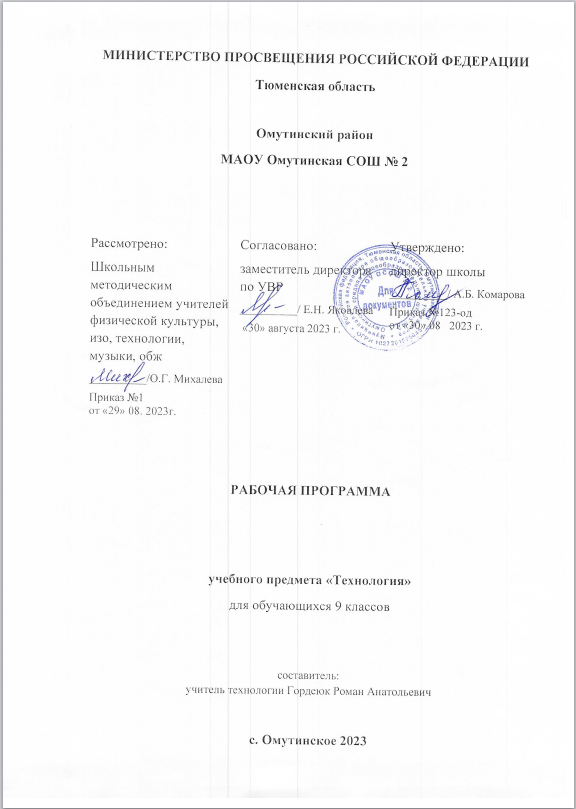 МИНИСТЕРСТВО ПРОСВЕЩЕНИЯ РОССИЙСКОЙ ФЕДЕРАЦИИ
Тюменская область
Омутинский район
МАОУ Омутинская СОШ № 2
Рассмотрено:
Школьным
методическим
объединением учителей
физической культуры,
изо, технологии,
музыки, обж
/О.Г. Михалева
Приказ №1
от «29» 08. 2023г.
Согласовано:
заместитель директора
по УВР
/ Е.Н. Яковлева
«30» августа 2023 г.
Утверждено:
директор школы
А.Б. Комарова
Приказ №123-од
от «30» 08 2023 г.
Для
документов
РАБОЧАЯ ПРОГРАММА
учебного предмета «Технология»
для обучающихся 9 классов
составитель:
учитель технологии Гордеюк Роман Анатольевич
с. Омутинское 2023